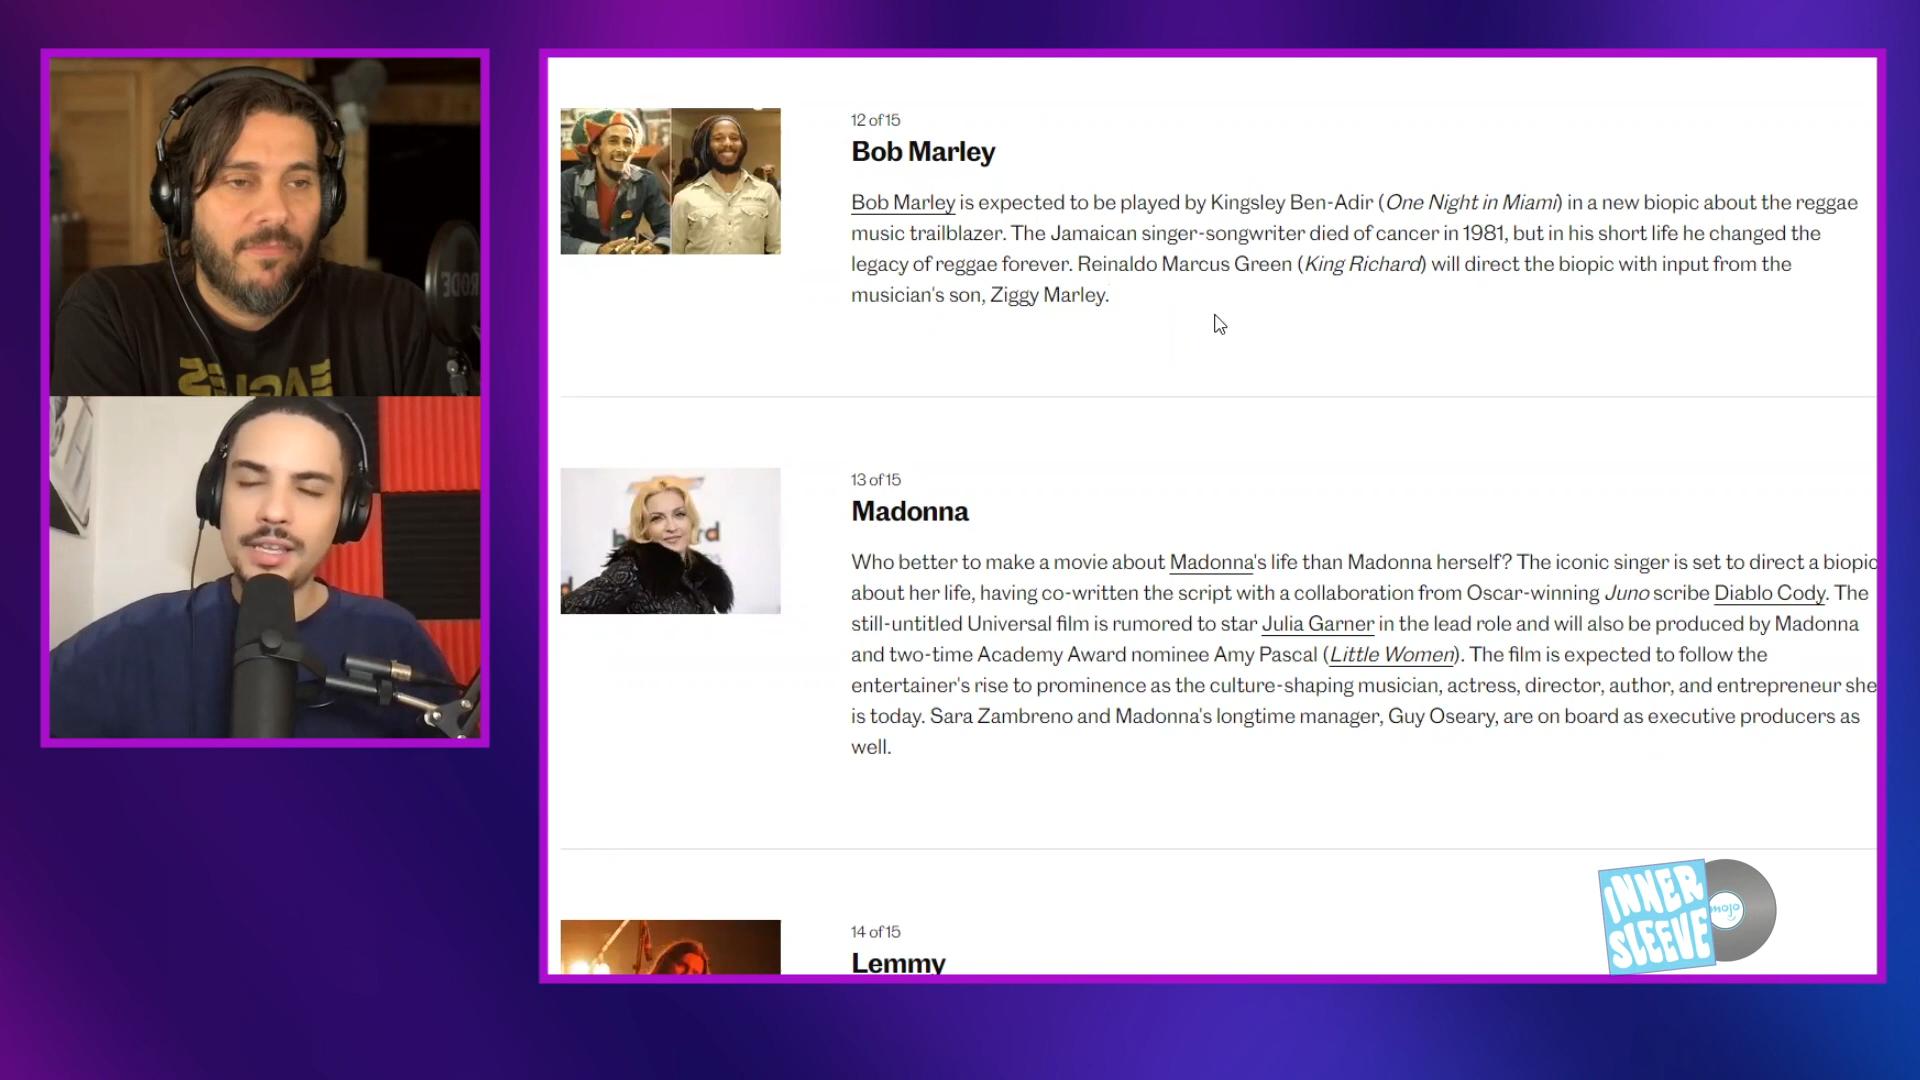 RODE
EAGLES
12 of 15
Bob Marley
Bob Marley is expected to be played by Kingsley Ben-Adir (One Night in Miami) in a new biopic about the reggae
music trailblazer. The Jamaican singer-songwriter died of cancer in 1981, but in his short life he changed the
legacy of reggae forever. Reinaldo Marcus Green (King Richard) will direct the biopic with input from the
musician's son, Ziggy Marley.
13 of 15
Madonna
Who better to make a movie about Madonna's life than Madonna herself? The iconic singer is set to direct a biopic
about her life, having co-written the script with a collaboration from Oscar-winning Juno scribe Diablo Cody. The
still-untitled Universal film is rumored to star Julia Garner in the lead role and will also be produced by Madonna
and two-time Academy Award nominee Amy Pascal (Little Women). The film is expected to follow the
entertainer's rise to prominence as the culture-shaping musician, actress, director, author, and entrepreneur she
is today. Sara Zambreno and Madonna's longtime manager, Guy Oseary, are on board as executive producers as
well.
14 of 15
Lemmy
INNER
SLEEVE
mojo